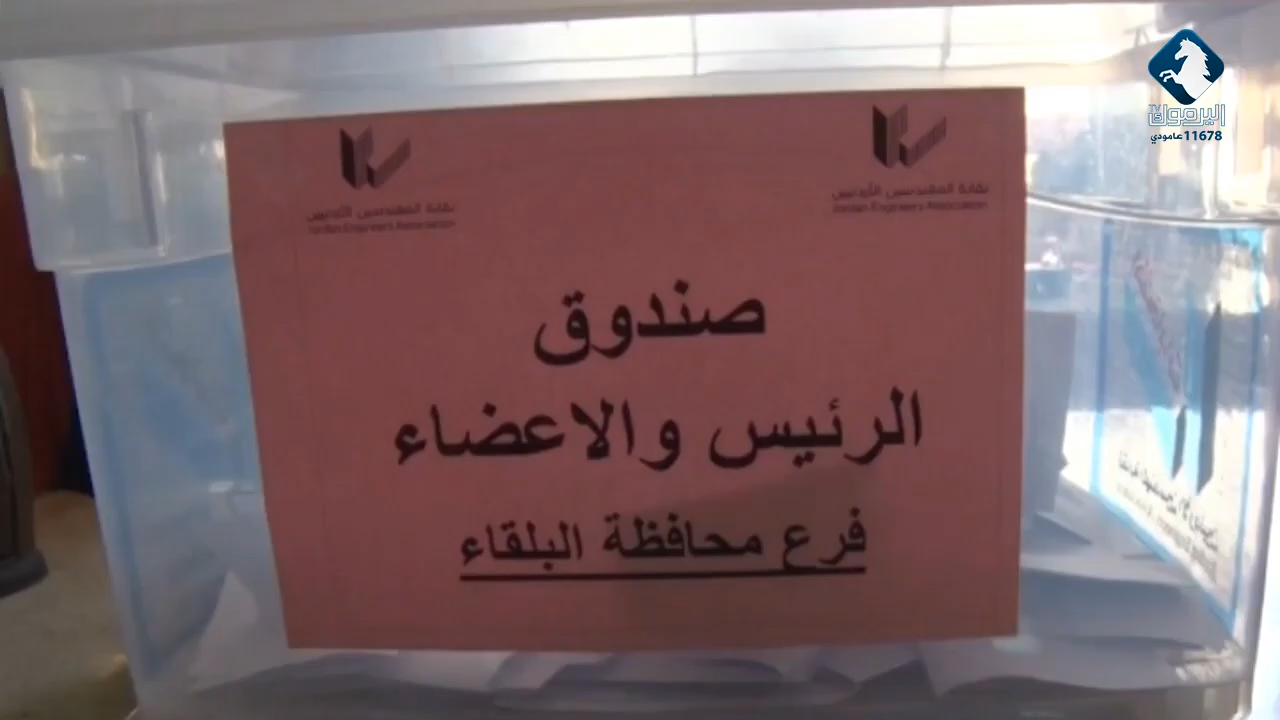 اليرموك
11678 عامودي
نقابة المهندسين الأردنيين
Jordan Engineers Association
نقابة المهندسين الأردنيين
Jordan Engineers Association
صندوق
الرئيس والاعضاء
فرع محافظة البلقاء